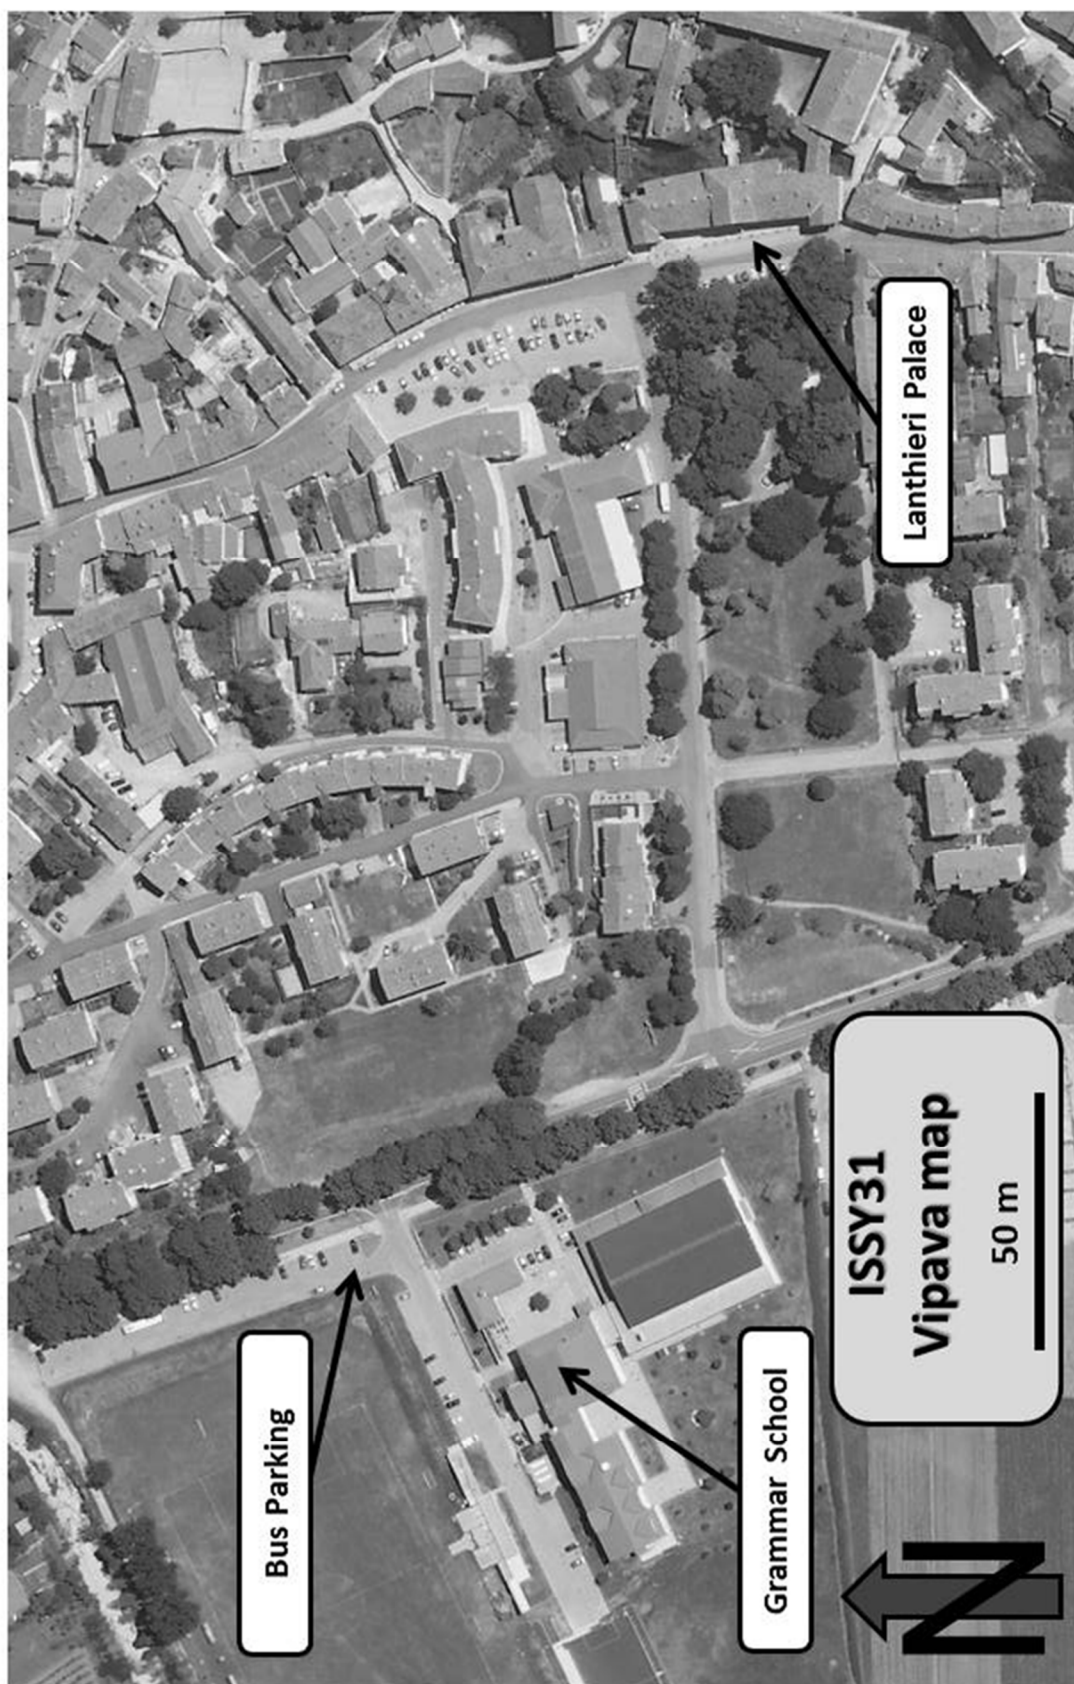 Bus Parking
Grammar School
Lanthieri Palace
ISSY31
Vipava map
50 m
N